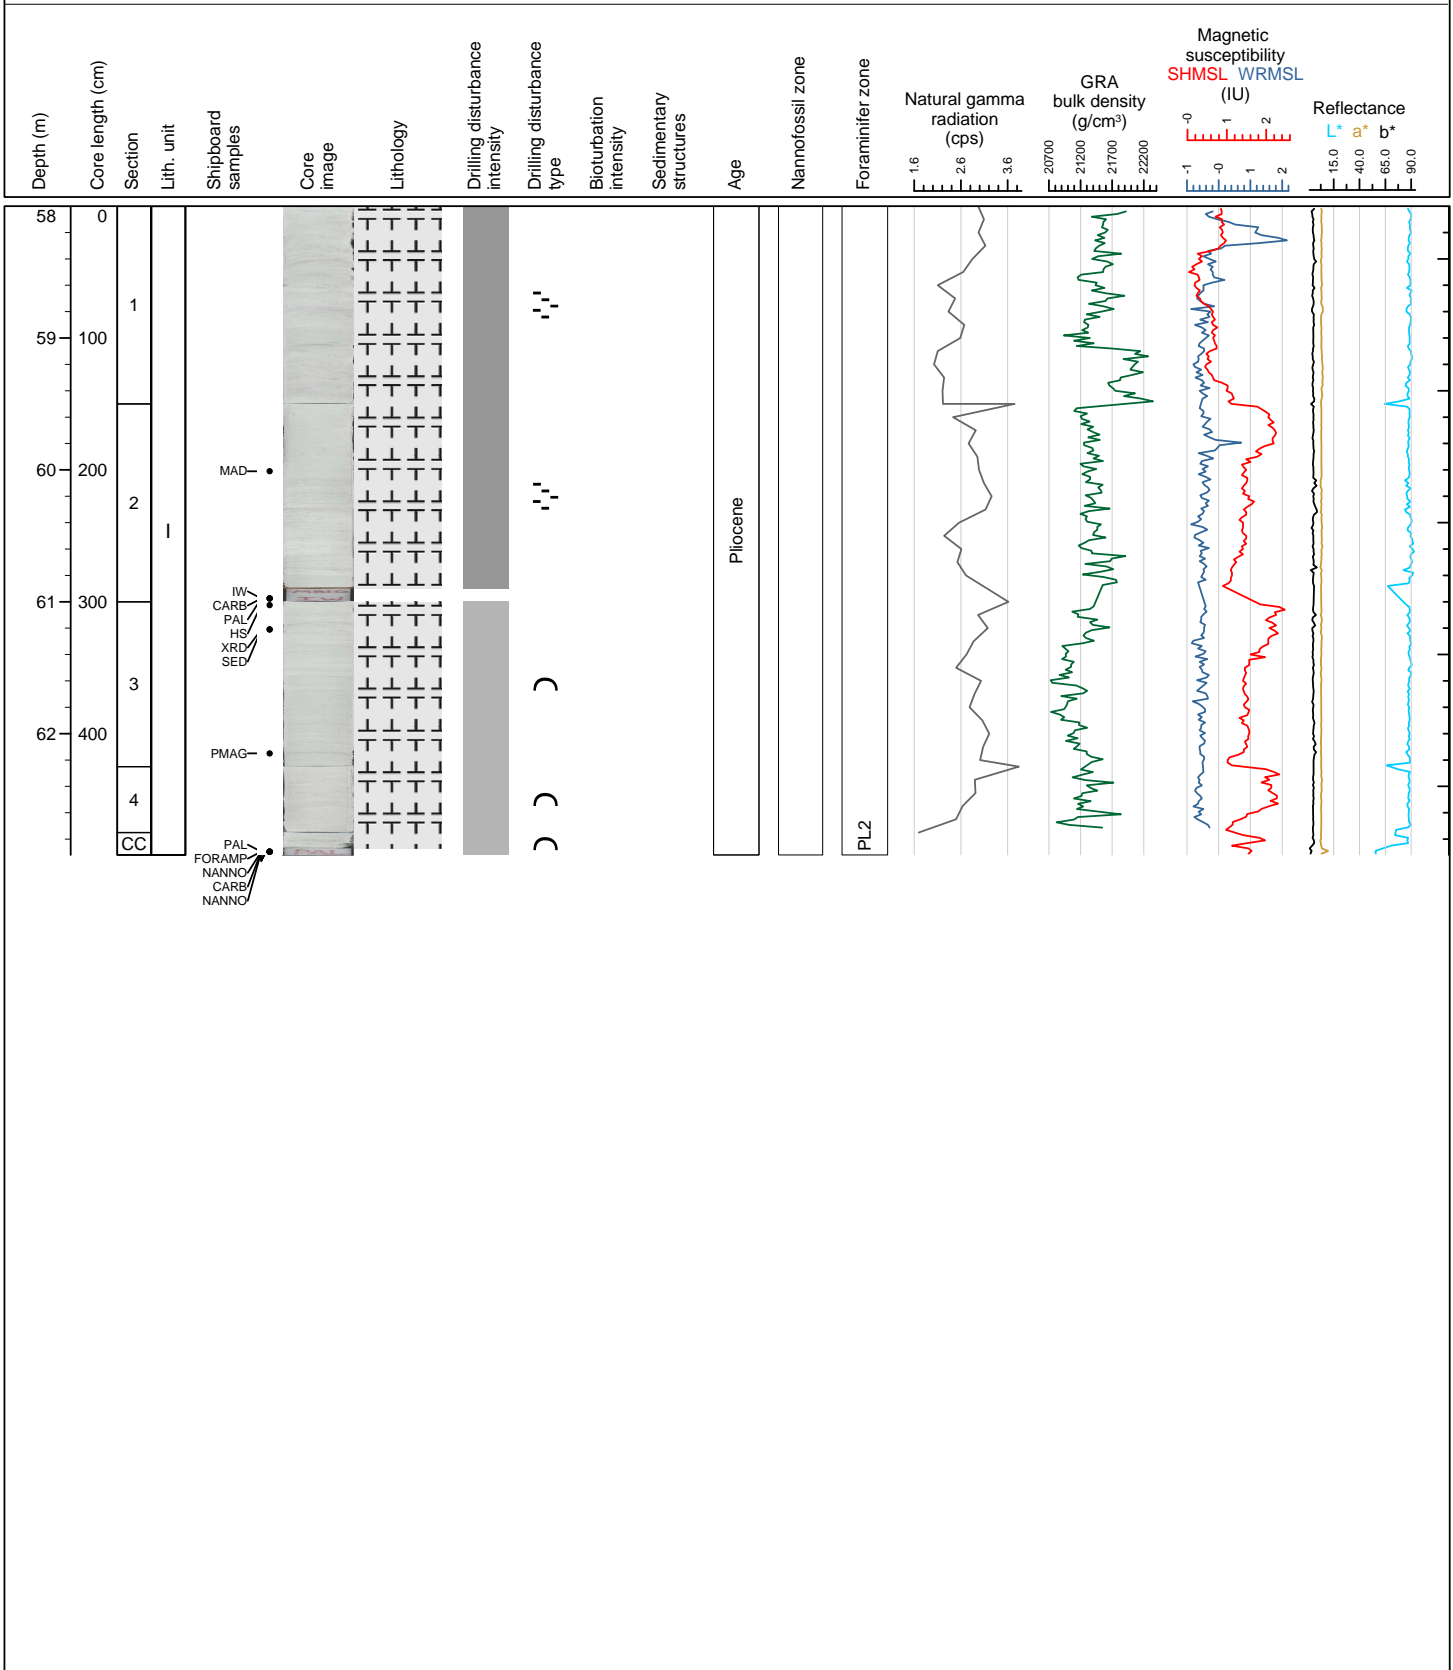 Depth (m)
Core length (cm)
Section
Lith. unit
Shipboard
samples
Core
image
Lithology
Drilling disturbance
intensity
Drilling disturbance
type
Bioturbation
intensity
Sedimentary
structures
Age
Nannofossil zone
Foraminifer zone
Natural gamma
radiation
(cps)
1.6 2.6 3.6
GRA
bulk density
(g/cm³)
20700 21200 21700 22200
Magnetic
susceptibility
SHMSL WRMSL
(IU)
-0 1 2
-1 -0 1 2
Reflectance
L* a* b*
15.0 40.0 65.0 90.0
58 0
1
59 100
MAD
60 200
2
I
Pliocene
IW
61 300
CARB
PAL
HS
XRD
SED
3
62 400
PMAG
4
PL2
CC
PAL
FORAMP
NANNO
CARB
NANNO
IW
PAL